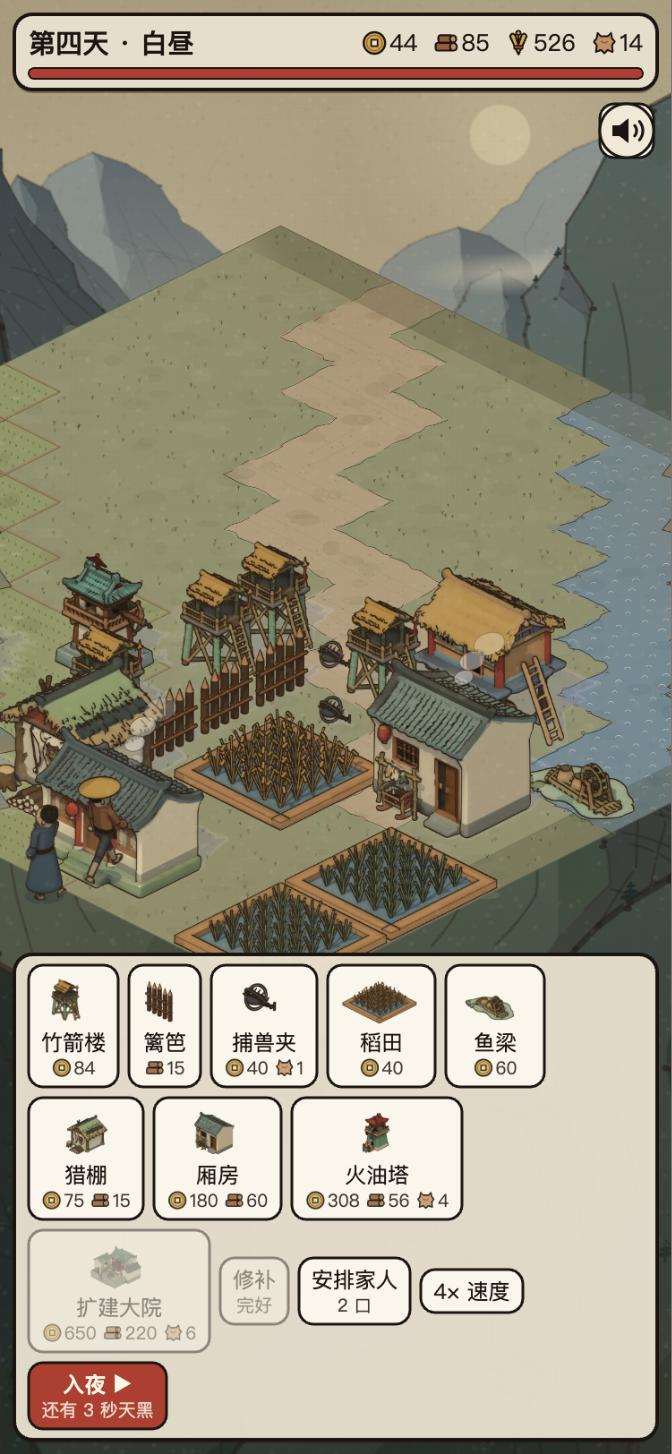 第四天 · 白昼 44 85 526 14
竹箭楼 篱笆 捕兽夹 稻田 鱼梁
84 15 40 1 40 60
猎棚 厢房 火油塔
75 15 180 60 308 56 4
扩建大院 修补 安排家人 4× 速度
650 220 6 完好 2 口
入夜 ▶
还有 3 秒天黑